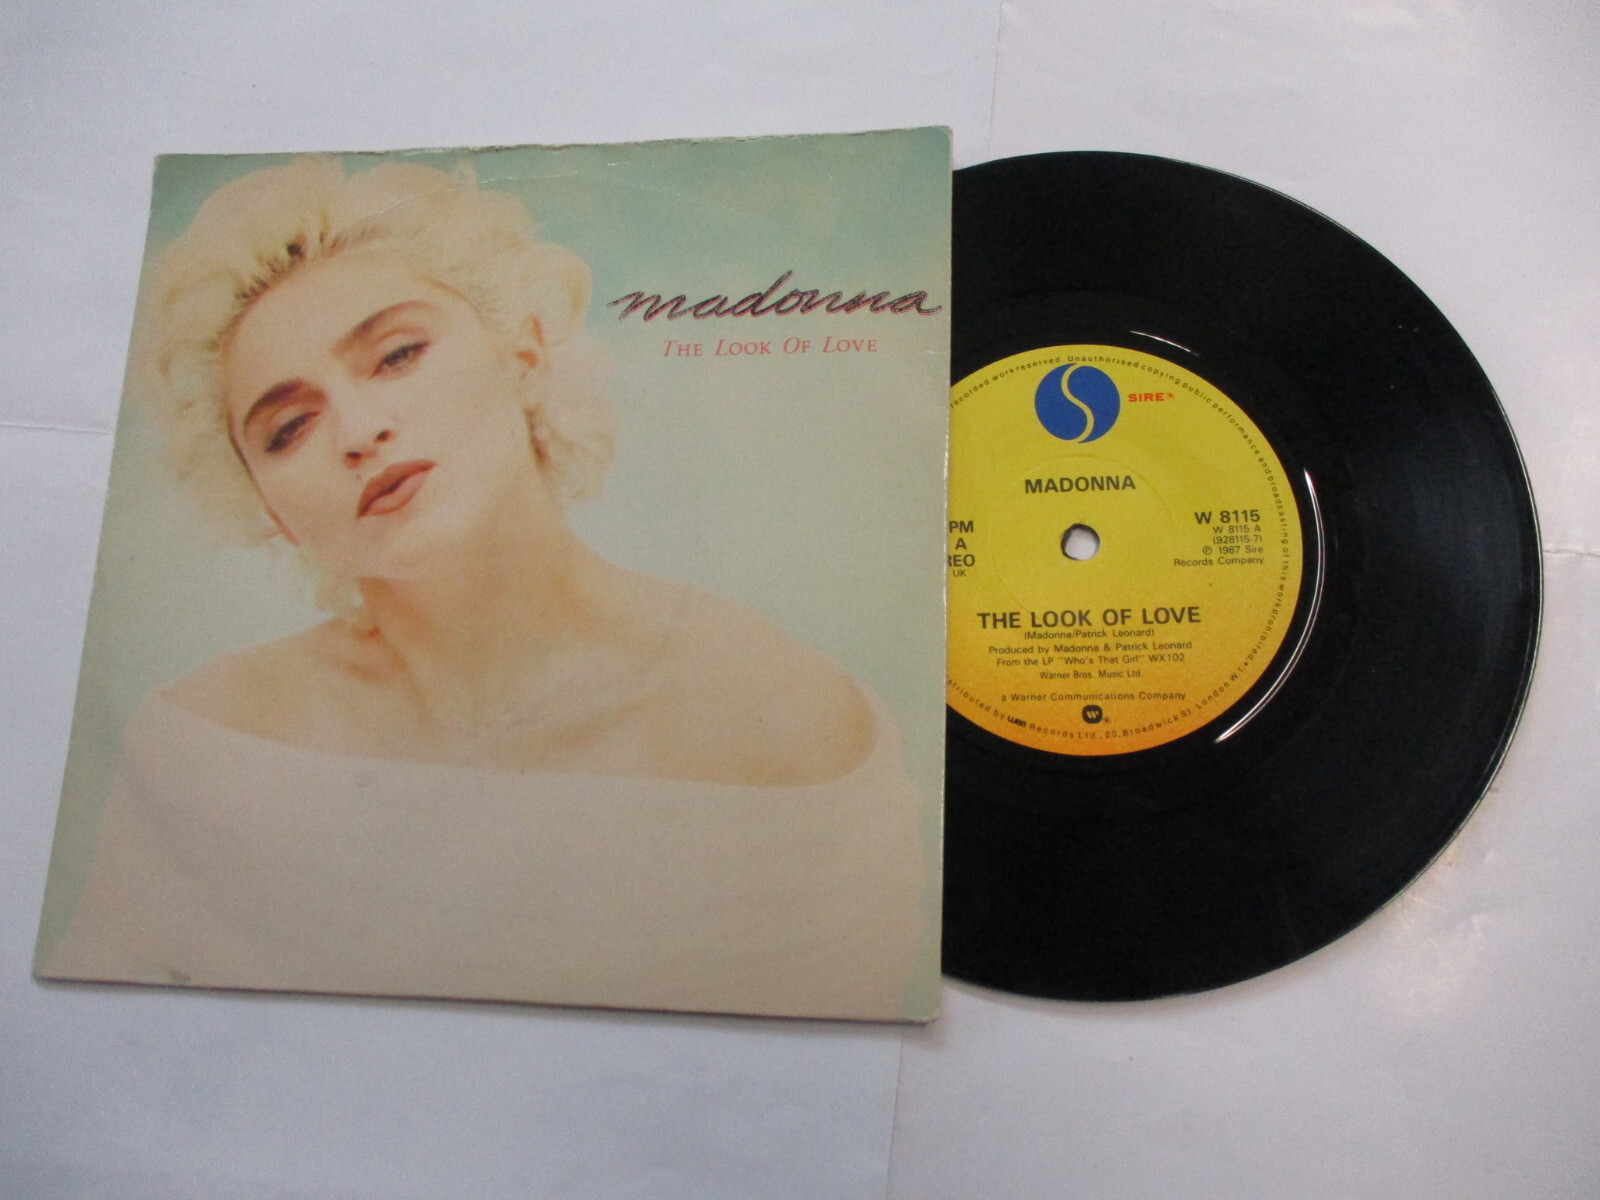 madonna
THE LOOK OF LOVE
recorded work reserved. Unauthorised copying public performance and broadcasting of this work prohibited.
SIRE
MADONNA
PM
W 8115
A
W 8115 A
(928115-7)
REO
℗ 1987 Sire
UK
Records Company
THE LOOK OF LOVE
(Madonna/Patrick Leonard)
Produced by Madonna & Patrick Leonard
From the LP "Who's That Girl" WX102
Warner Bros. Music Ltd.
a Warner Communications Company
W
stributed by wea Records Ltd., 20, Broadwick St. London W.1.